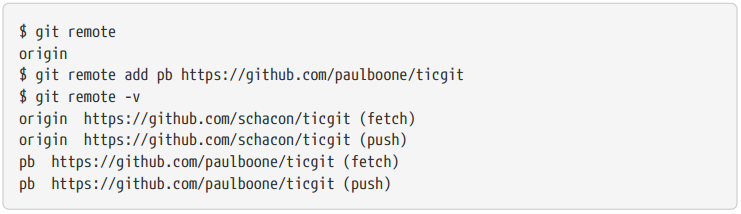 $ git remote
origin
$ git remote add pb https://github.com/paulboone/ticgit
$ git remote -v
origin  https://github.com/schacon/ticgit (fetch)
origin  https://github.com/schacon/ticgit (push)
pb  https://github.com/paulboone/ticgit (fetch)
pb  https://github.com/paulboone/ticgit (push)